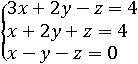 3x + 2y − z = 4
x + 2y + z = 4
x − y − z = 0